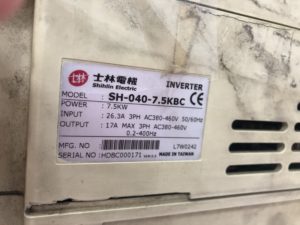 士林電機 INVERTER
Shihlin Electric
MODEL : SH-040-7.5KBC CE
POWER : 7.5KW
INPUT : 26.3A 3PH AC380-460V 50/60Hz
OUTPUT : 17A MAX 3PH AC380-460V
0.2-400Hz
MFG. NO : L7W0242
SERIAL NO : HDBC000171 MADE IN TAIWAN